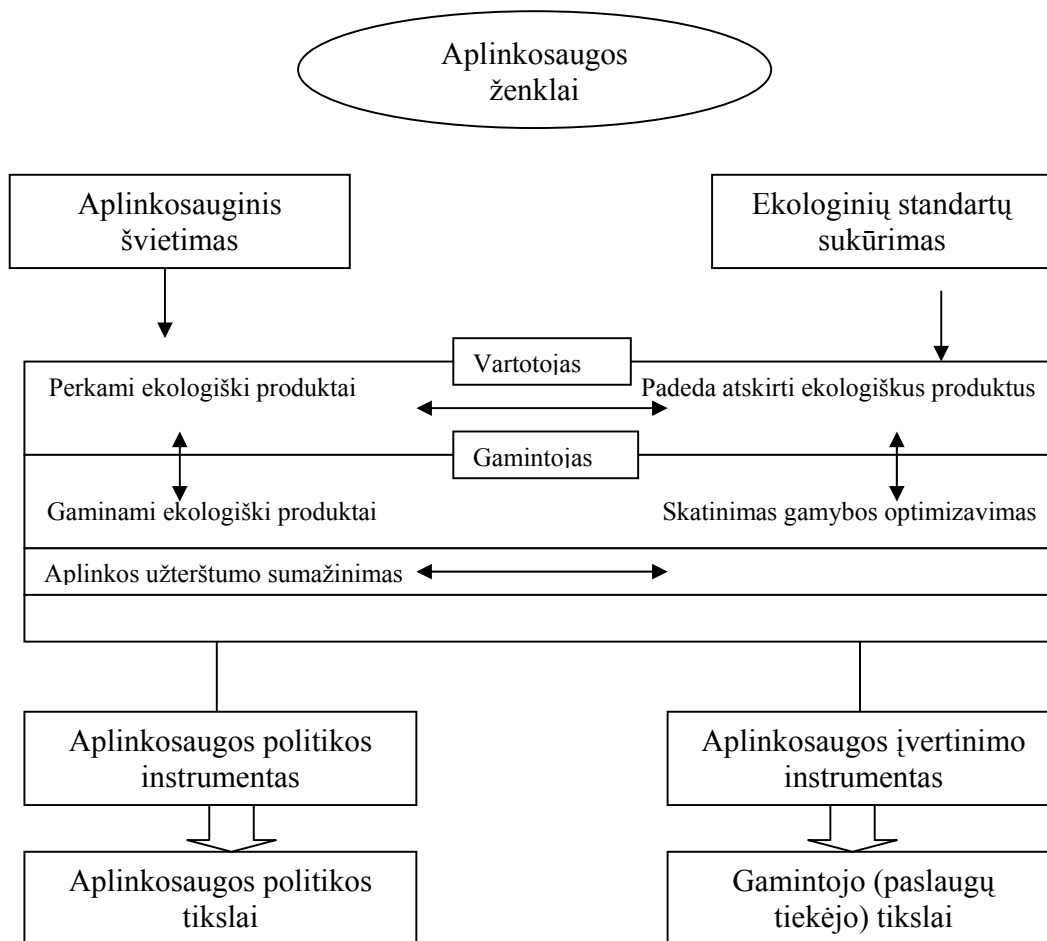 Aplinkosaugos
ženklai
Aplinkosauginis
švietimas
Ekologinių standartų
sukūrimas
Vartotojas
Perkami ekologiški produktai
Padeda atskirti ekologiškus produktus
Gamintojas
Gaminami ekologiški produktai
Skatinimas gamybos optimizavimas
Aplinkos užterštumo sumažinimas
Aplinkosaugos politikos
instrumentas
Aplinkosaugos įvertinimo
instrumentas
Aplinkosaugos politikos
tikslai
Gamintojo (paslaugų
tiekėjo) tikslai